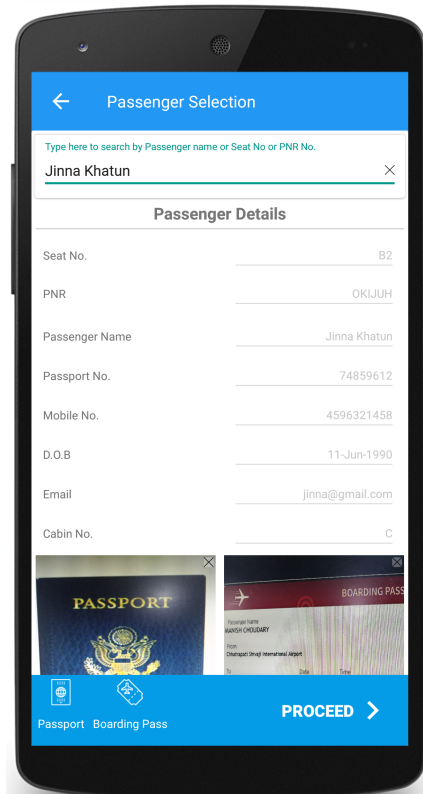 Passenger Selection
Type here to search by Passenger name or Seat No or PNR No.
Jinna Khatun
Passenger Details
Seat No. B2
PNR OKIJUH
Passenger Name Jinna Khatun
Passport No. 74859612
Mobile No. 4596321458
D.O.B 11-Jun-1990
Email jinna@gmail.com
Cabin No. C
PASSPORT
BOARDING PASS
Passenger Name
MANISH CHOUDARY
From
Chhatrapati Shivaji International Airport
To Date Time
Passport Boarding Pass
PROCEED